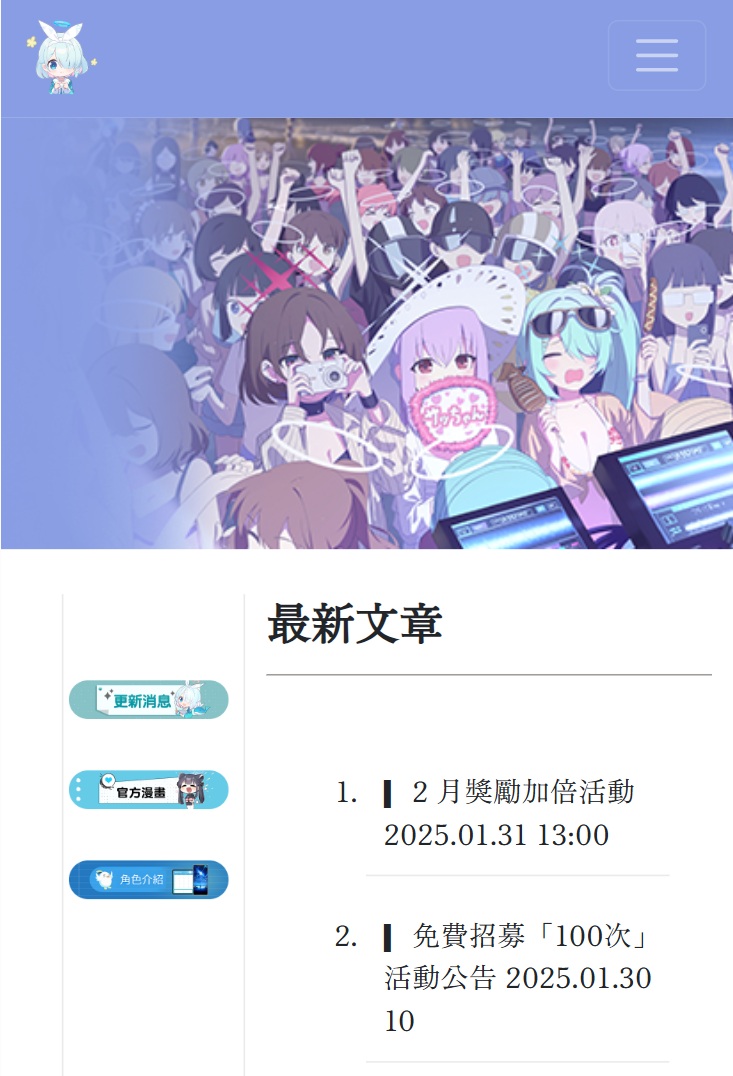 最新文章
更新消息
官方漫畫
角色介紹
1. ▍ 2 月獎勵加倍活動
2025.01.31 13:00
2. ▍ 免費招募「100次」
活動公告 2025.01.30
10